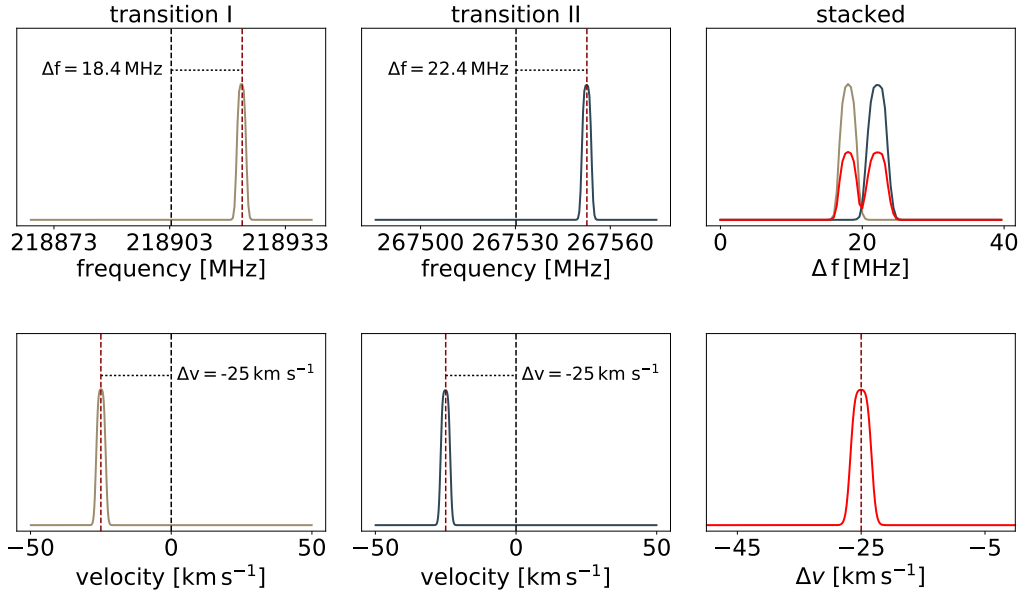 transition I
transition II
stacked
Δf = 18.4 MHz
Δf = 22.4 MHz
218873 218903 218933
267500 267530 267560
0 20 40
frequency [MHz]
frequency [MHz]
Δ f [MHz]
Δv = -25 km s⁻¹
Δv = -25 km s⁻¹
−50 0 50
−50 0 50
−45 −25 −5
velocity [km s⁻¹]
velocity [km s⁻¹]
Δv [km s⁻¹]